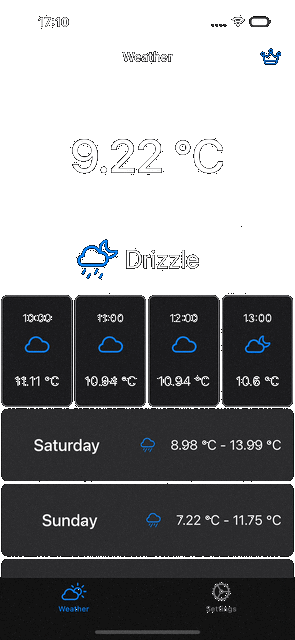 17:10
Weather
9.22 °C
Drizzle
10:00 11:00 12:00 13:00
11.11 °C 10.94 °C 10.94 °C 10.6 °C
Saturday 8.98 °C - 13.99 °C
Sunday 7.22 °C - 11.75 °C
Weather Settings